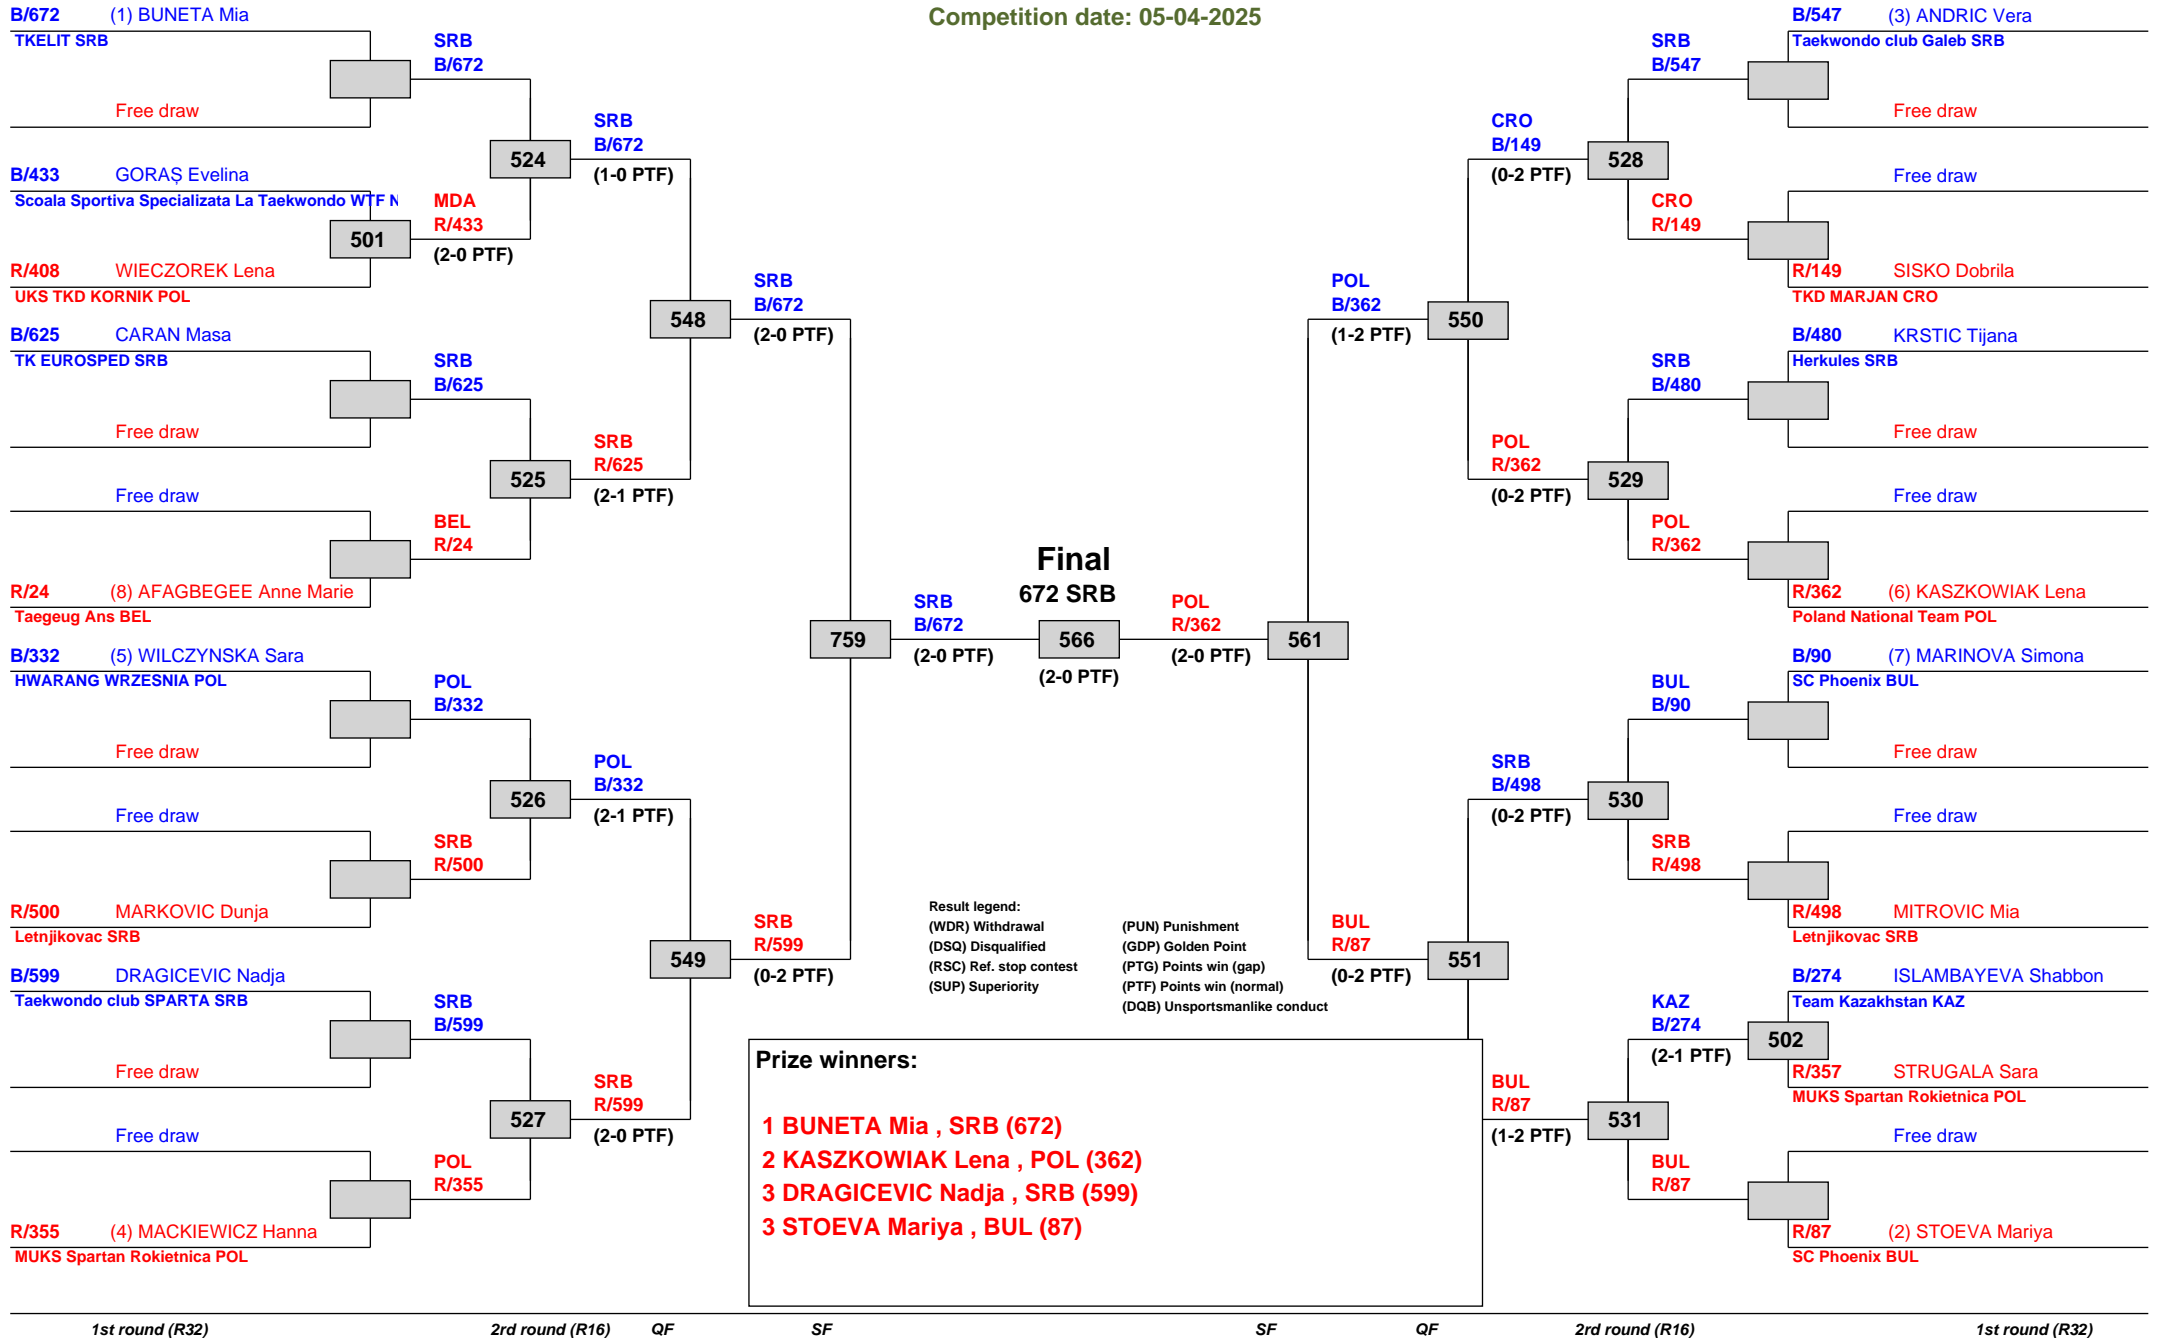 Competition date: 05-04-2025
B/672 (1) BUNETA Mia
TKELIT SRB
Free draw
B/433 GORAȘ Evelina
Scoala Sportiva Specializata La Taekwondo WTF N
501
R/408 WIECZOREK Lena
UKS TKD KORNIK POL
B/625 CARAN Masa
TK EUROSPED SRB
Free draw
Free draw
R/24 (8) AFAGBEGEE Anne Marie
Taegeug Ans BEL
B/332 (5) WILCZYNSKA Sara
HWARANG WRZESNIA POL
Free draw
Free draw
R/500 MARKOVIC Dunja
Letnjikovac SRB
B/599 DRAGICEVIC Nadja
Taekwondo club SPARTA SRB
Free draw
Free draw
R/355 (4) MACKIEWICZ Hanna
MUKS Spartan Rokietnica POL
SRB
B/672
524
MDA
R/433
(2-0 PTF)
SRB
B/625
525
BEL
R/24
POL
B/332
526
SRB
R/500
SRB
B/599
527
POL
R/355
SRB
B/672
(1-0 PTF)
548
SRB
R/625
(2-1 PTF)
POL
B/332
(2-1 PTF)
549
SRB
R/599
(2-0 PTF)
SRB
B/672
(2-0 PTF)
759
SRB
R/599
(0-2 PTF)
SRB
B/672
(2-0 PTF)
Final
672 SRB
566
(2-0 PTF)
POL
R/362
(2-0 PTF)
561
POL
B/362
(1-2 PTF)
550
BUL
R/87
(0-2 PTF)
551
CRO
B/149
(0-2 PTF)
528
POL
R/362
(0-2 PTF)
529
SRB
B/498
(0-2 PTF)
530
BUL
R/87
(1-2 PTF)
531
SRB
B/547
CRO
R/149
SRB
B/480
POL
R/362
BUL
B/90
SRB
R/498
KAZ
B/274
(2-1 PTF)
502
BUL
R/87
B/547 (3) ANDRIC Vera
Taekwondo club Galeb SRB
Free draw
Free draw
R/149 SISKO Dobrila
TKD MARJAN CRO
B/480 KRSTIC Tijana
Herkules SRB
Free draw
Free draw
R/362 (6) KASZKOWIAK Lena
Poland National Team POL
B/90 (7) MARINOVA Simona
SC Phoenix BUL
Free draw
Free draw
R/498 MITROVIC Mia
Letnjikovac SRB
B/274 ISLAMBAYEVA Shabbon
Team Kazakhstan KAZ
R/357 STRUGALA Sara
MUKS Spartan Rokietnica POL
Free draw
R/87 (2) STOEVA Mariya
SC Phoenix BUL
Result legend:
(WDR) Withdrawal (PUN) Punishment
(DSQ) Disqualified (GDP) Golden Point
(RSC) Ref. stop contest (PTG) Points win (gap)
(SUP) Superiority (PTF) Points win (normal)
(DQB) Unsportsmanlike conduct
Prize winners:
1 BUNETA Mia , SRB (672)
2 KASZKOWIAK Lena , POL (362)
3 DRAGICEVIC Nadja , SRB (599)
3 STOEVA Mariya , BUL (87)
1st round (R32) 2rd round (R16) QF SF SF QF 2rd round (R16) 1st round (R32)